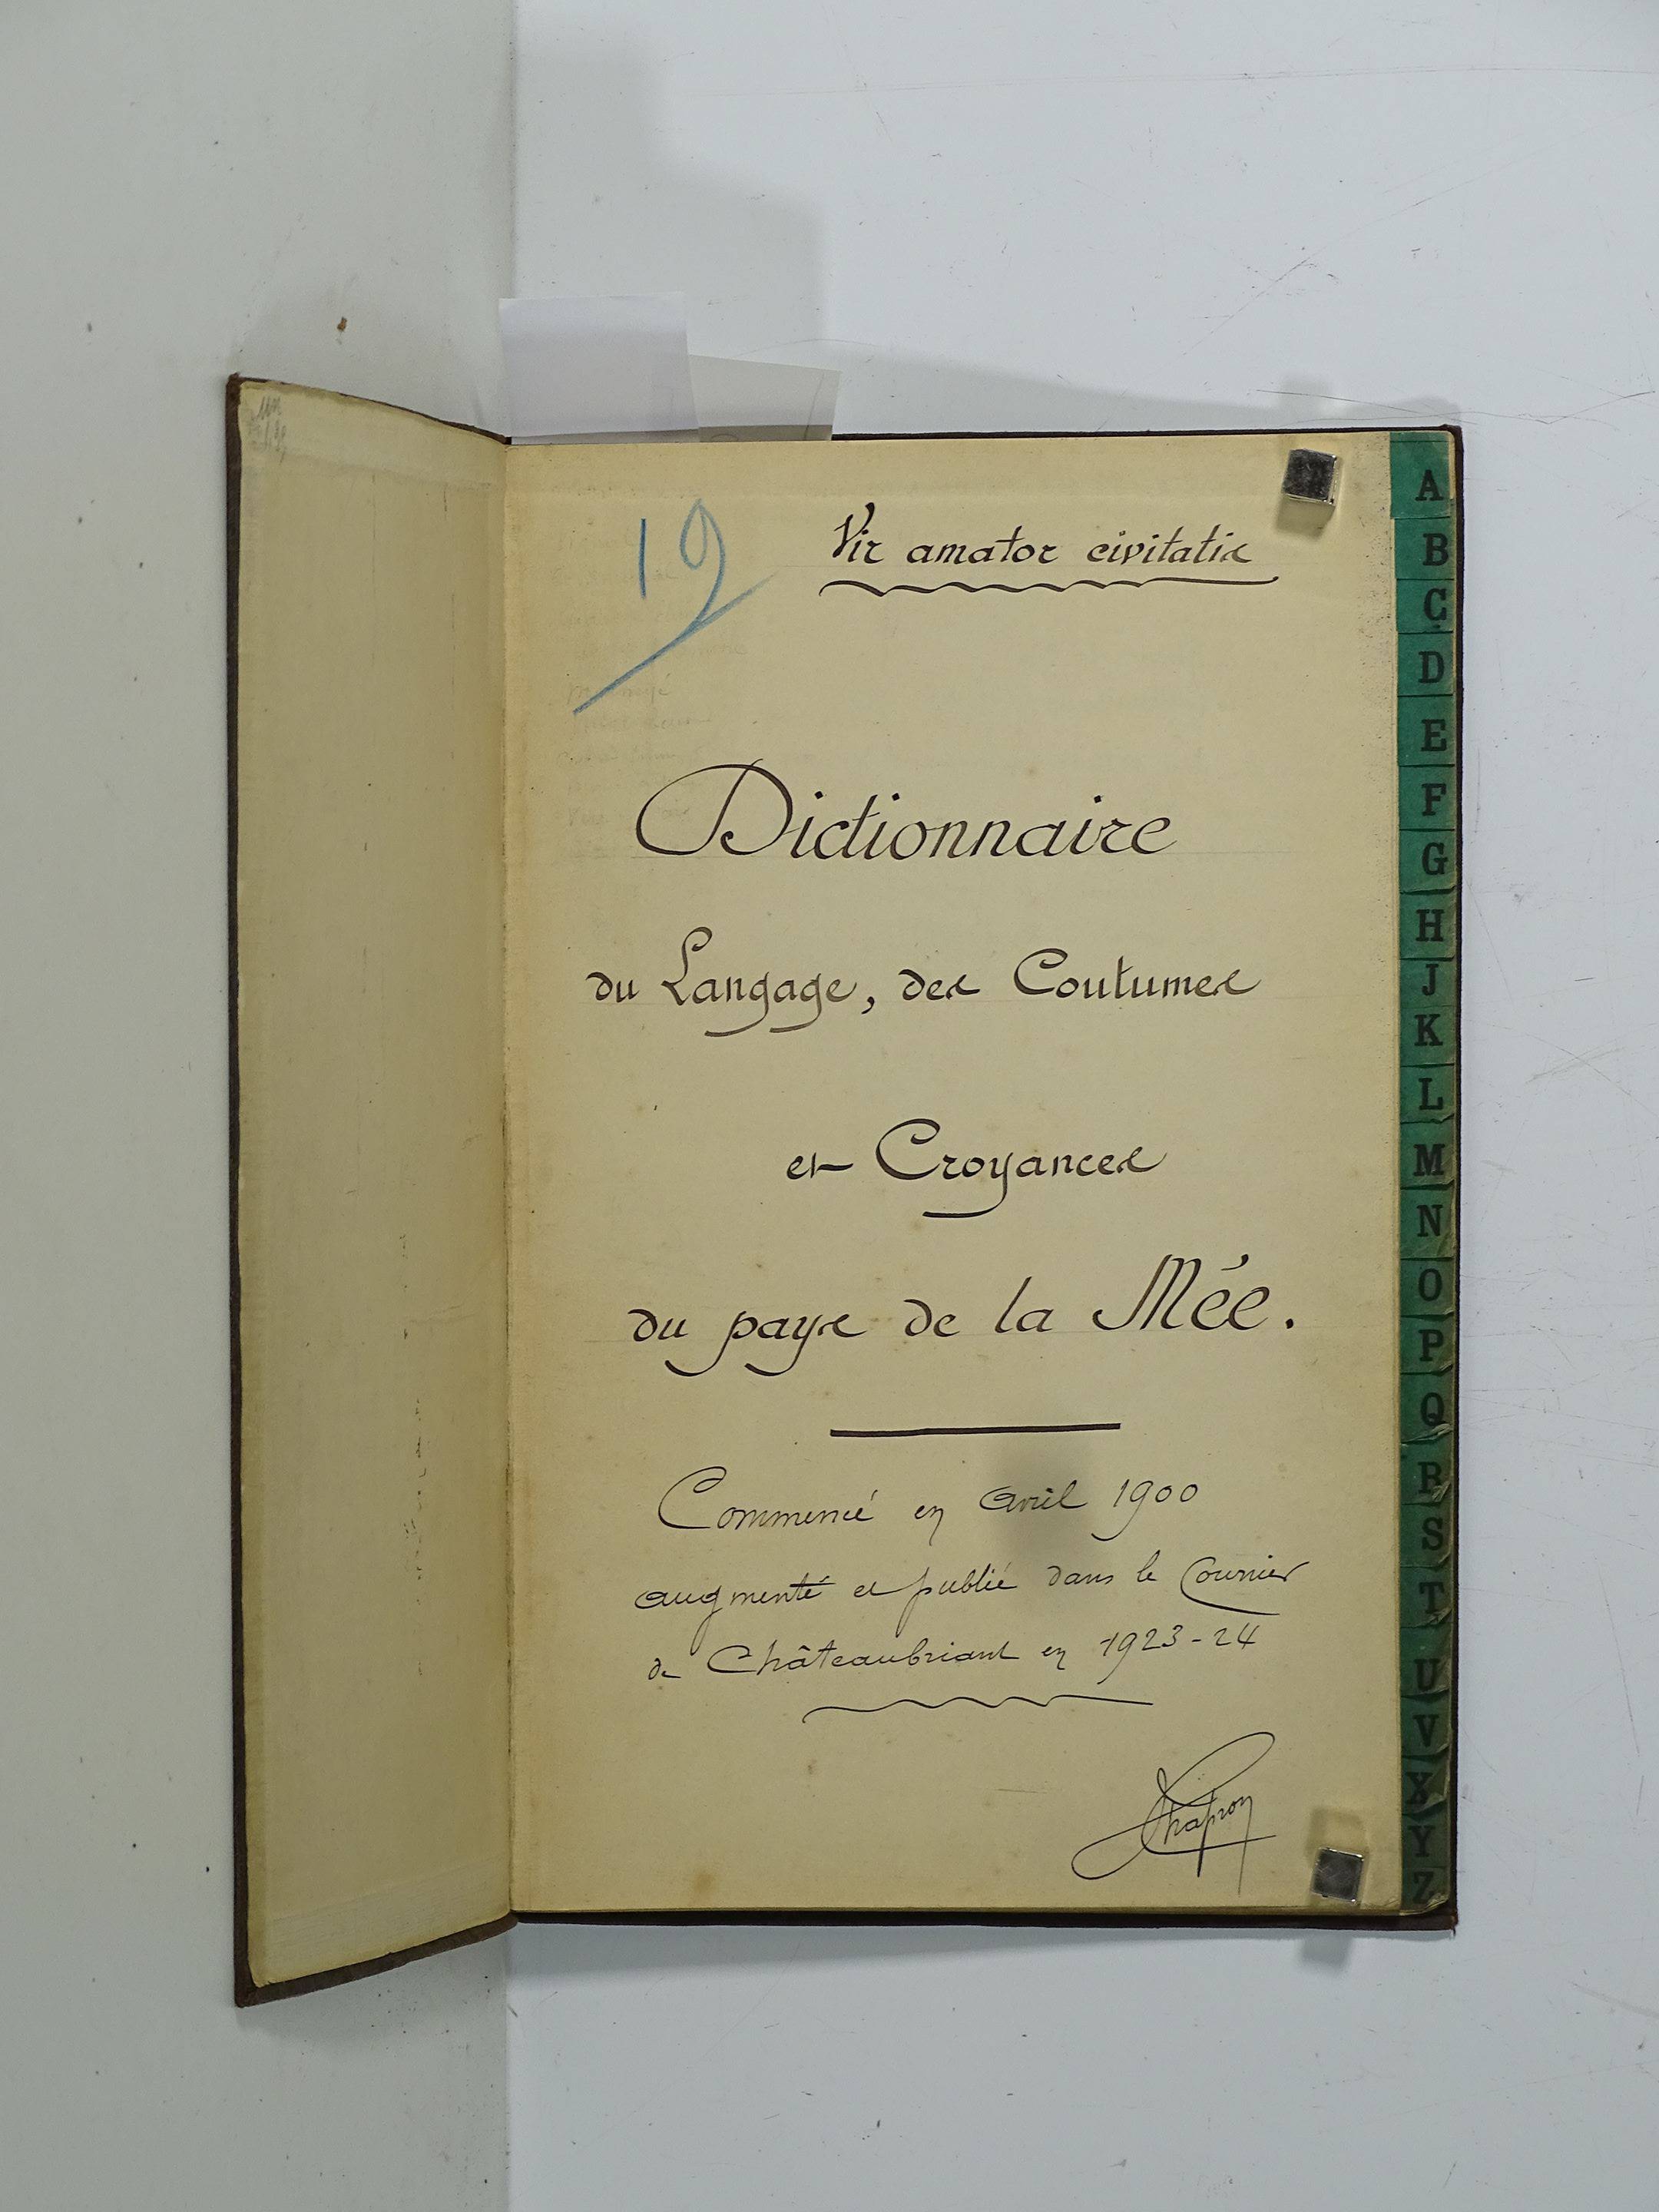 19
Vir amator civitatis
Dictionnaire
du Langage, des Coutumes
et Croyances
du pays de la Mée.
Commencé en Avril 1900
augmenté et publié dans le Courrier
de Châteaubriant en 1923-24
Chapron
A
B
C
D
E
F
G
H
J
K
L
M
N
O
P
Q
R
S
T
U
V
X
Y
Z